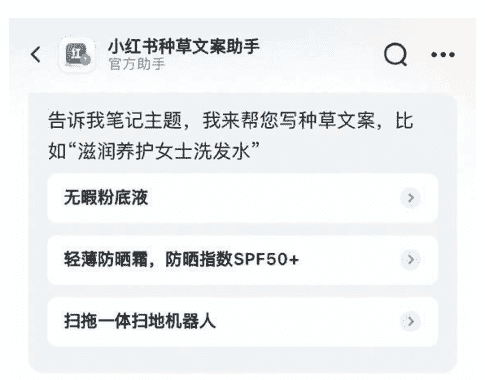 小红书种草文案助手
官方助手
告诉我笔记主题，我来帮您写种草文案，比
如“滋润养护女士洗发水”
无暇粉底液
轻薄防晒霜，防晒指数SPF50+
扫拖一体扫地机器人